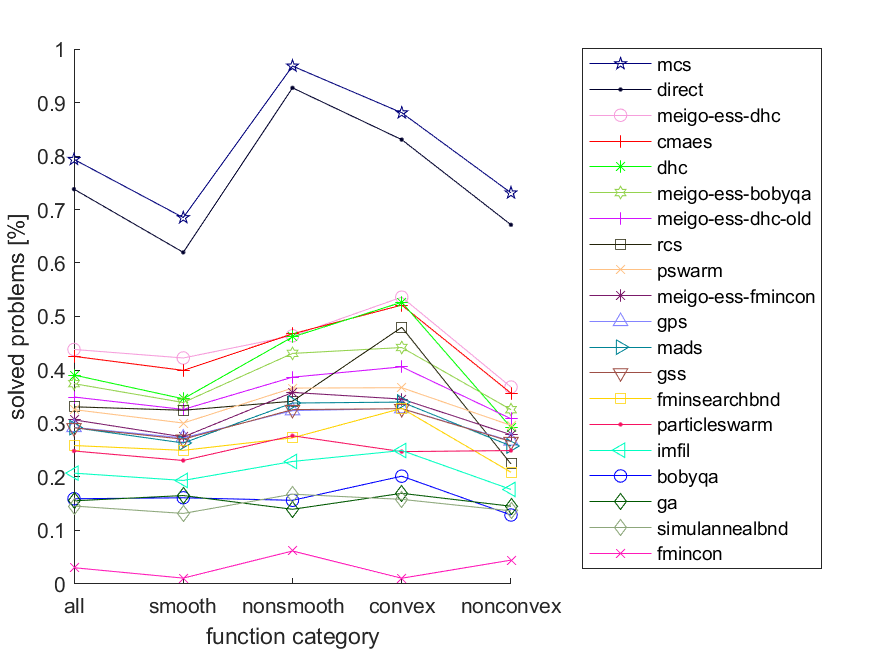 1
0.9
0.8
0.7
0.6
0.5
0.4
0.3
0.2
0.1
0
solved problems [%]
all smooth nonsmooth convex nonconvex
function category
mcs
direct
meigo-ess-dhc
cmaes
dhc
meigo-ess-bobyqa
meigo-ess-dhc-old
rcs
pswarm
meigo-ess-fmincon
gps
mads
gss
fminsearchbnd
particleswarm
imfil
bobyqa
ga
simulannealbnd
fmincon